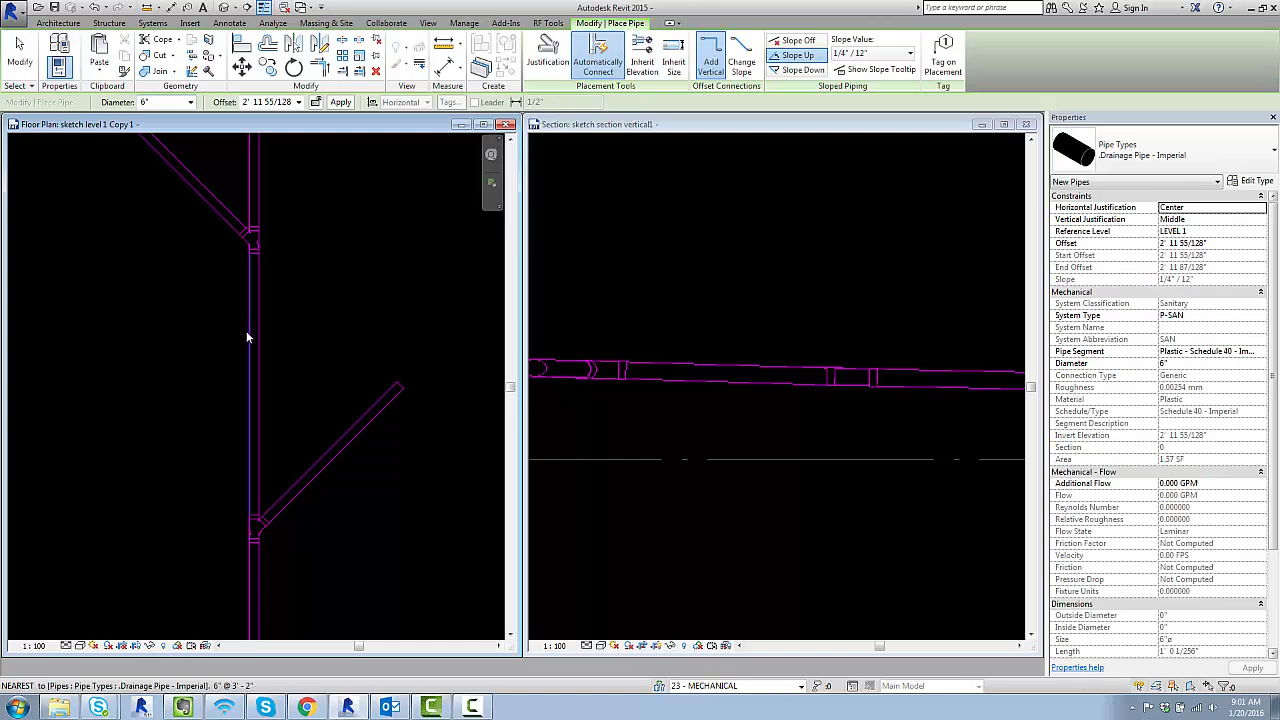 Autodesk Revit 2015 -
Type a keyword or phrase
Sign In
Architecture Structure Systems Insert Annotate Analyze Massing & Site Collaborate View Manage Add-Ins RF Tools Modify | Place Pipe
Modify
Paste
Cope
Cut
Join
Justification
Automatically Connect
Inherit Elevation
Inherit Size
Add Vertical
Change Slope
Slope Off
Slope Up
Slope Down
Slope Value:
1/4" / 12"
Show Slope Tooltip
Tag on Placement
Select Properties Clipboard Geometry Modify View Measure Create Placement Tools Offset Connections Sloped Piping Tag
Modify | Place Pipe Diameter: 6" Offset: 2' 11 55/128" Apply Horizontal Tags... Leader 1/2"
Floor Plan: sketch level 1 Copy 1 -
Section: sketch section vertical1 -
Properties
Pipe Types
.Drainage Pipe - Imperial
New Pipes Edit Type
Constraints
Horizontal Justification Center
Vertical Justification Middle
Reference Level LEVEL 1
Offset 2' 11 55/128"
Start Offset 2' 11 55/128"
End Offset 2' 11 87/128"
Slope 1/4" / 12"
Mechanical
System Classification Sanitary
System Type P-SAN
System Name
System Abbreviation SAN
Pipe Segment Plastic - Schedule 40 - Im...
Diameter 6"
Connection Type Generic
Roughness 0.00254 mm
Material Plastic
Schedule/Type Schedule 40 - Imperial
Segment Description
Invert Elevation 2' 11 55/128"
Section 0
Area 1.57 SF
Mechanical - Flow
Additional Flow 0.000 GPM
Flow 0.000 GPM
Reynolds Number 0.000000
Relative Roughness 0.000000
Flow State Laminar
Friction Factor Not Computed
Velocity 0.00 FPS
Friction Not Computed
Pressure Drop Not Computed
Fixture Units 0.000000
Dimensions
Outside Diameter 0"
Inside Diameter 0"
Size 6"ø
Length 1' 0 1/256"
Properties help Apply
1 : 100
1 : 100
NEAREST to [Pipes : Pipe Types : .Drainage Pipe - Imperial]. 6" @ 3' - 2"
23 - MECHANICAL
:0
Main Model
:0
9:01 AM
1/20/2016